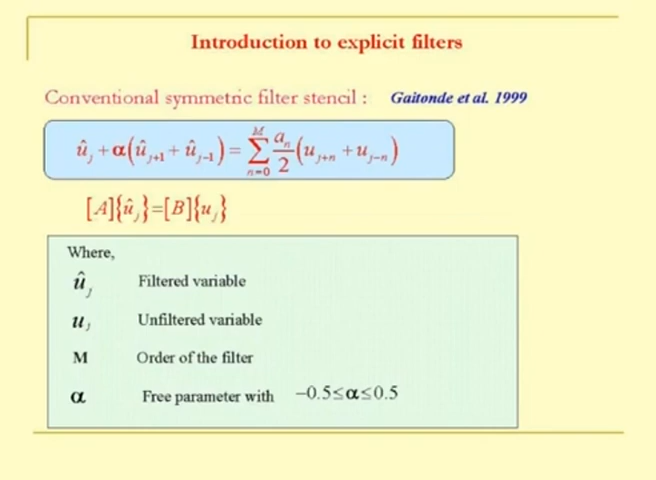 Introduction to explicit filters
Conventional symmetric filter stencil : Gaitonde et al. 1999
û_j + α(û_{j+1} + û_{j-1}) = ∑_{n=0}^{M} a_n/2 (u_{j+n} + u_{j-n})
[A]{û_j}=[B]{u_j}
Where,
û_j Filtered variable
u_j Unfiltered variable
M Order of the filter
α Free parameter with −0.5≤α≤0.5